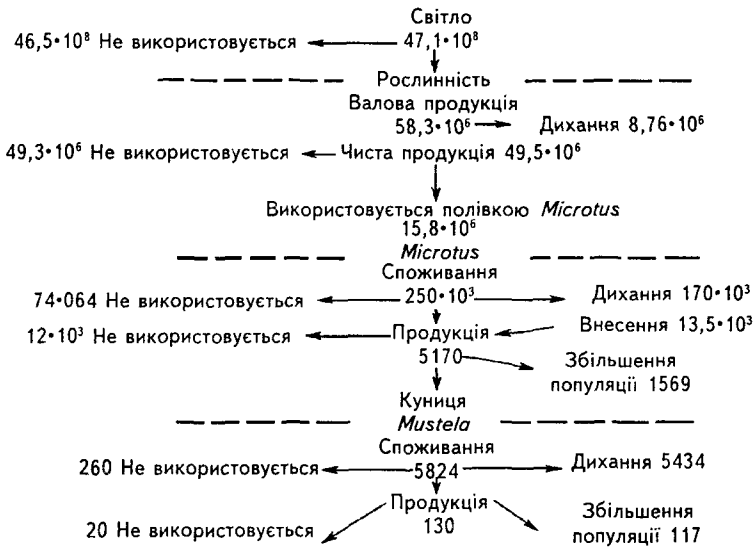 Світло
46,5•10⁸ Не використовується 47,1•10⁸
Рослинність
Валова продукція
58,3•10⁶ Дихання 8,76•10⁶
49,3•10⁶ Не використовується Чиста продукція 49,5•10⁶
Використовується полівкою Microtus
15,8•10⁶
Microtus
Споживання
74•064 Не використовується 250•10³ Дихання 170•10³
12•10³ Не використовується Продукція Внесення 13,5•10³
5170 Збільшення
популяції 1569
Куниця
Mustela
Споживання
260 Не використовується 5824 Дихання 5434
Продукція
130 Збільшення
20 Не використовується популяції 117